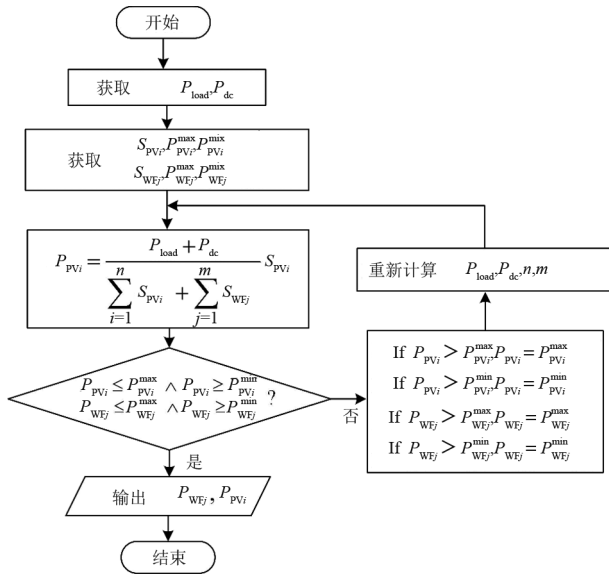 开始
获取 P_load,P_dc
获取 S_PVi,P_PVi^max,P_PVi^mix
S_WFj,P_WFj^max,P_WFj^mix
P_PVi = (P_load + P_dc) / (∑_{i=1}^{n} S_PVi + ∑_{j=1}^{m} S_WFj) S_PVi
重新计算 P_load,P_dc,n,m
P_PVi ≤ P_PVi^max ∧ P_PVi ≥ P_PVi^min
P_WFj ≤ P_WFj^max ∧ P_WFj ≥ P_WFj^min ?
否
If P_PVi > P_PVi^max,P_PVi = P_PVi^max
If P_PVi > P_PVi^min,P_PVi = P_PVi^min
If P_WFj > P_WFj^max,P_WFj = P_WFj^max
If P_WFj > P_WFj^min,P_WFj = P_WFj^min
是
输出 P_WFj , P_PVi
结束